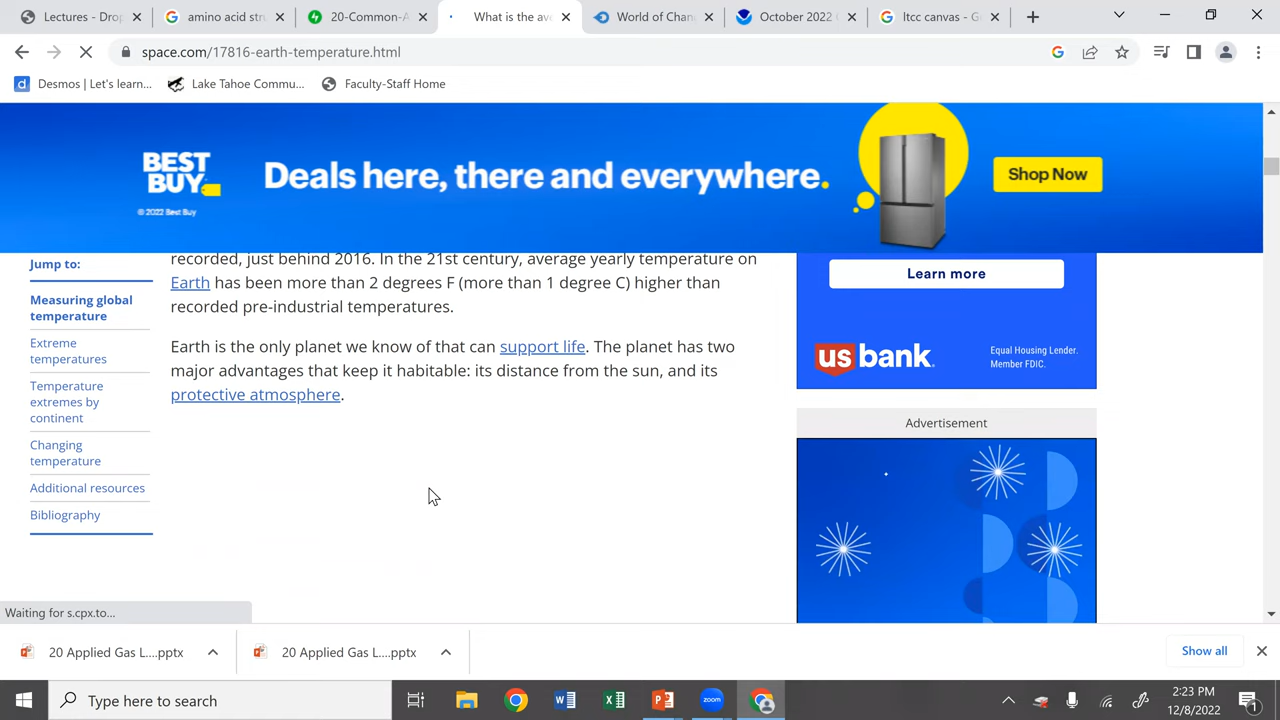 Lectures - Drop
amino acid stru
20-Common-A
What is the ave
World of Chan
October 2022
ltcc canvas - G
space.com/17816-earth-temperature.html
Desmos | Let's learn...
Lake Tahoe Commu...
Faculty-Staff Home
BEST
BUY
© 2022 Best Buy
Deals here, there and everywhere.
Shop Now
Jump to:
Measuring global
temperature
Extreme
temperatures
Temperature
extremes by
continent
Changing
temperature
Additional resources
Bibliography
recorded, just behind 2016. In the 21st century, average yearly temperature on
Earth has been more than 2 degrees F (more than 1 degree C) higher than
recorded pre-industrial temperatures.
Earth is the only planet we know of that can support life. The planet has two
major advantages that keep it habitable: its distance from the sun, and its
protective atmosphere.
Learn more
us bank.
Equal Housing Lender.
Member FDIC.
Advertisement
Waiting for s.cpx.to...
20 Applied Gas L....pptx
20 Applied Gas L....pptx
Show all
Type here to search
2:23 PM
12/8/2022